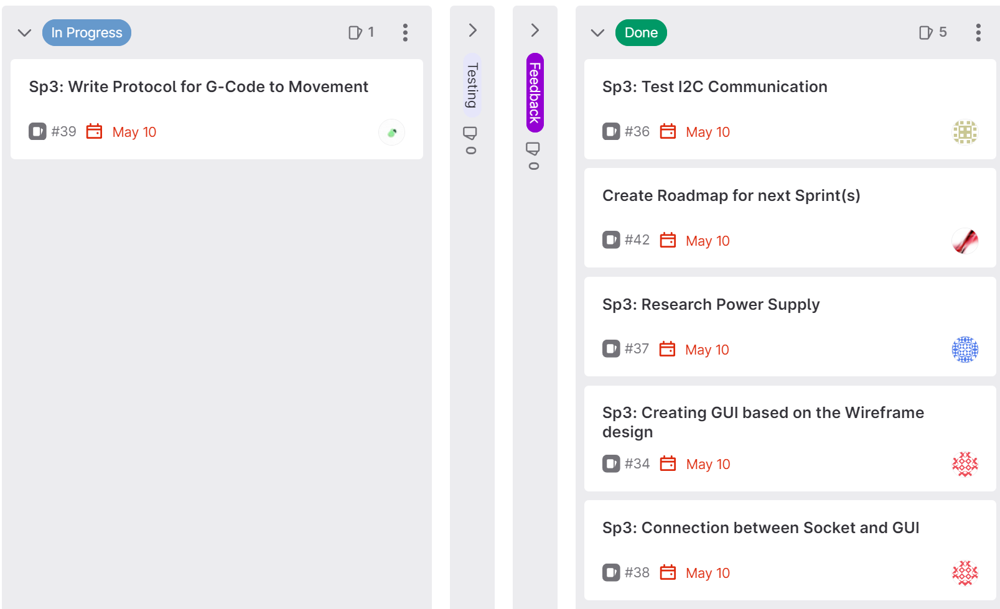 In Progress
1
Sp3: Write Protocol for G-Code to Movement
#39 May 10
Testing
0
Feedback
0
Done
5
Sp3: Test I2C Communication
#36 May 10
Create Roadmap for next Sprint(s)
#42 May 10
Sp3: Research Power Supply
#37 May 10
Sp3: Creating GUI based on the Wireframe
design
#34 May 10
Sp3: Connection between Socket and GUI
#38 May 10